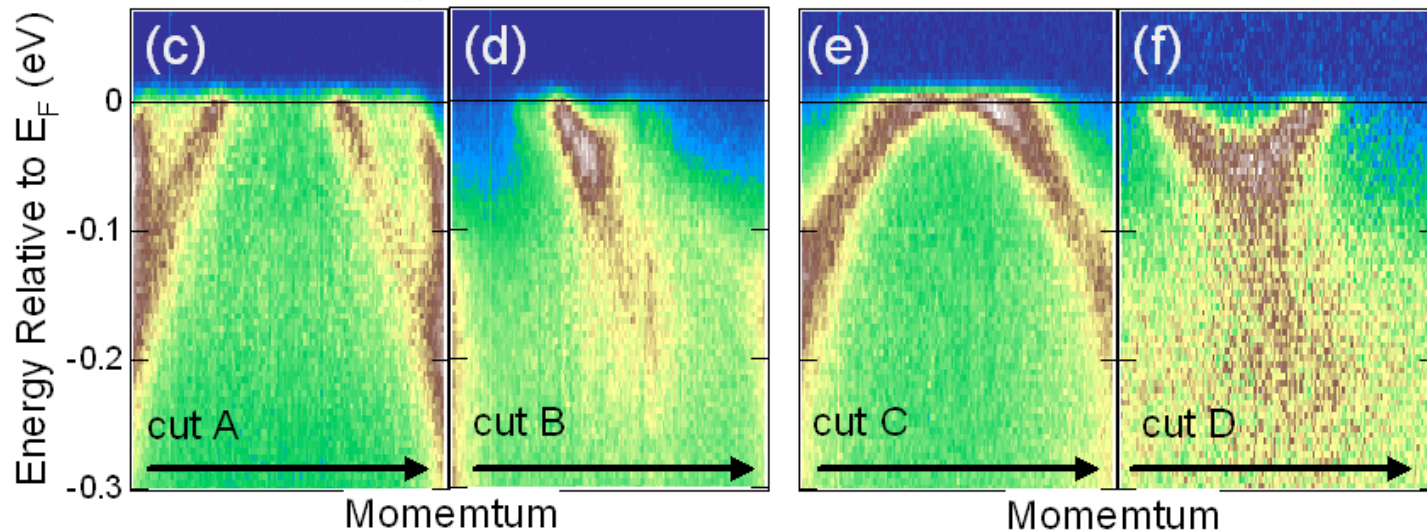 Energy Relative to E_F (eV)
(c)
(d)
(e)
(f)
0
-0.1
-0.2
-0.3
cut A
cut B
cut C
cut D
Momemtum
Momemtum